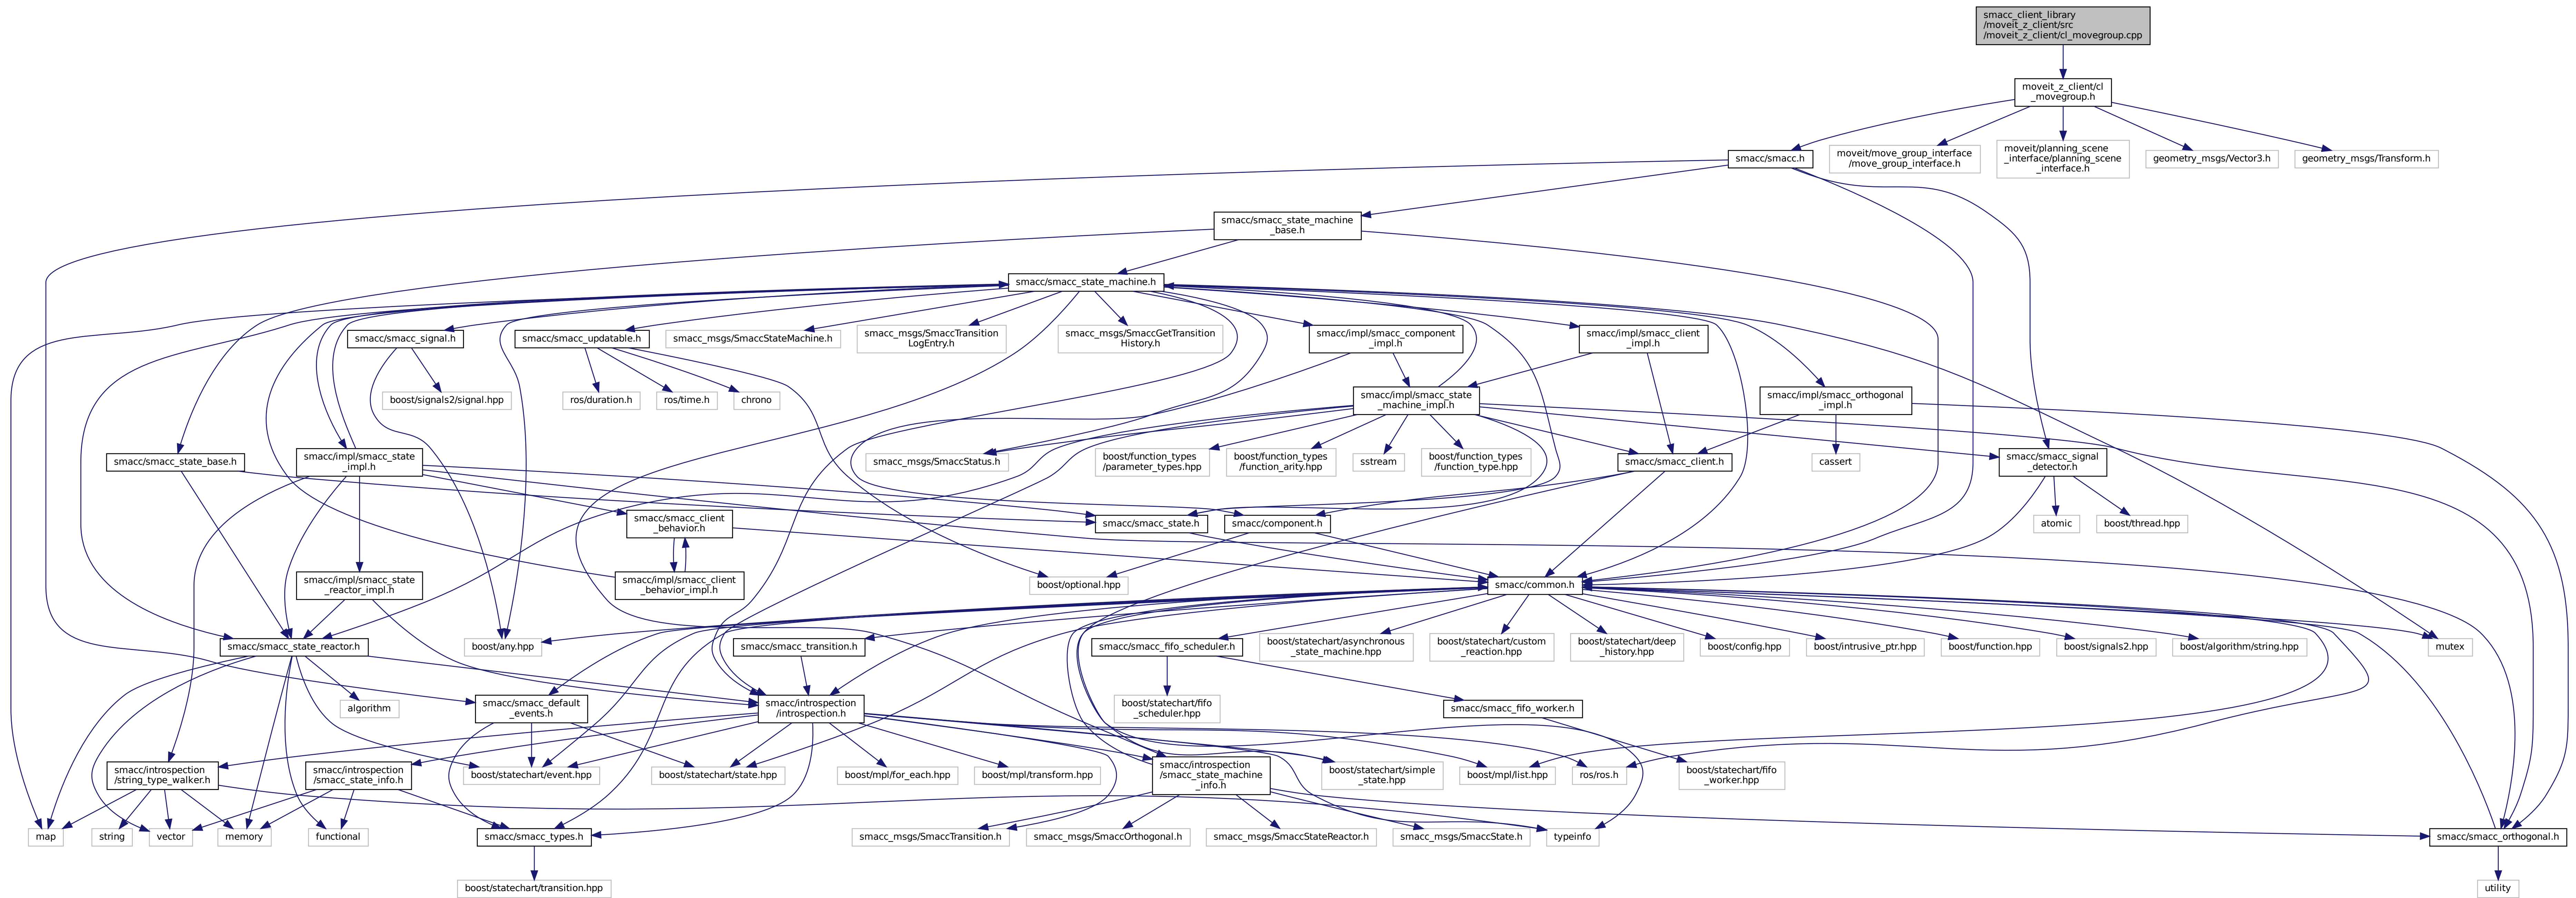 smacc_client_library
/moveit_z_client/src
/moveit_z_client/cl_movegroup.cpp
moveit_z_client/cl
_movegroup.h
smacc/smacc.h
moveit/move_group_interface
/move_group_interface.h
moveit/planning_scene
_interface/planning_scene
_interface.h
geometry_msgs/Vector3.h
geometry_msgs/Transform.h
smacc/smacc_state_machine
_base.h
smacc/smacc_state_machine.h
smacc/smacc_signal.h
smacc/smacc_updatable.h
smacc_msgs/SmaccStateMachine.h
smacc_msgs/SmaccTransition
LogEntry.h
smacc_msgs/SmaccGetTransition
History.h
smacc/impl/smacc_component
_impl.h
smacc/impl/smacc_client
_impl.h
boost/signals2/signal.hpp
ros/duration.h
ros/time.h
chrono
smacc/impl/smacc_state
_machine_impl.h
smacc/impl/smacc_orthogonal
_impl.h
smacc/smacc_state_base.h
smacc/impl/smacc_state
_impl.h
smacc_msgs/SmaccStatus.h
boost/function_types
/parameter_types.hpp
boost/function_types
/function_arity.hpp
sstream
boost/function_types
/function_type.hpp
smacc/smacc_client.h
cassert
smacc/smacc_signal
_detector.h
smacc/smacc_client
_behavior.h
smacc/smacc_state.h
smacc/component.h
atomic
boost/thread.hpp
smacc/impl/smacc_state
_reactor_impl.h
smacc/impl/smacc_client
_behavior_impl.h
boost/optional.hpp
smacc/common.h
smacc/smacc_state_reactor.h
boost/any.hpp
smacc/smacc_transition.h
smacc/smacc_fifo_scheduler.h
boost/statechart/asynchronous
_state_machine.hpp
boost/statechart/custom
_reaction.hpp
boost/statechart/deep
_history.hpp
boost/config.hpp
boost/intrusive_ptr.hpp
boost/function.hpp
boost/signals2.hpp
boost/algorithm/string.hpp
mutex
algorithm
smacc/smacc_default
_events.h
smacc/introspection
/introspection.h
boost/statechart/fifo
_scheduler.hpp
smacc/smacc_fifo_worker.h
smacc/introspection
/string_type_walker.h
smacc/introspection
/smacc_state_info.h
boost/statechart/event.hpp
boost/statechart/state.hpp
boost/mpl/for_each.hpp
boost/mpl/transform.hpp
smacc/introspection
/smacc_state_machine
_info.h
boost/statechart/simple
_state.hpp
boost/mpl/list.hpp
ros/ros.h
boost/statechart/fifo
_worker.hpp
map
string
vector
memory
functional
smacc/smacc_types.h
smacc_msgs/SmaccTransition.h
smacc_msgs/SmaccOrthogonal.h
smacc_msgs/SmaccStateReactor.h
smacc_msgs/SmaccState.h
typeinfo
smacc/smacc_orthogonal.h
boost/statechart/transition.hpp
utility